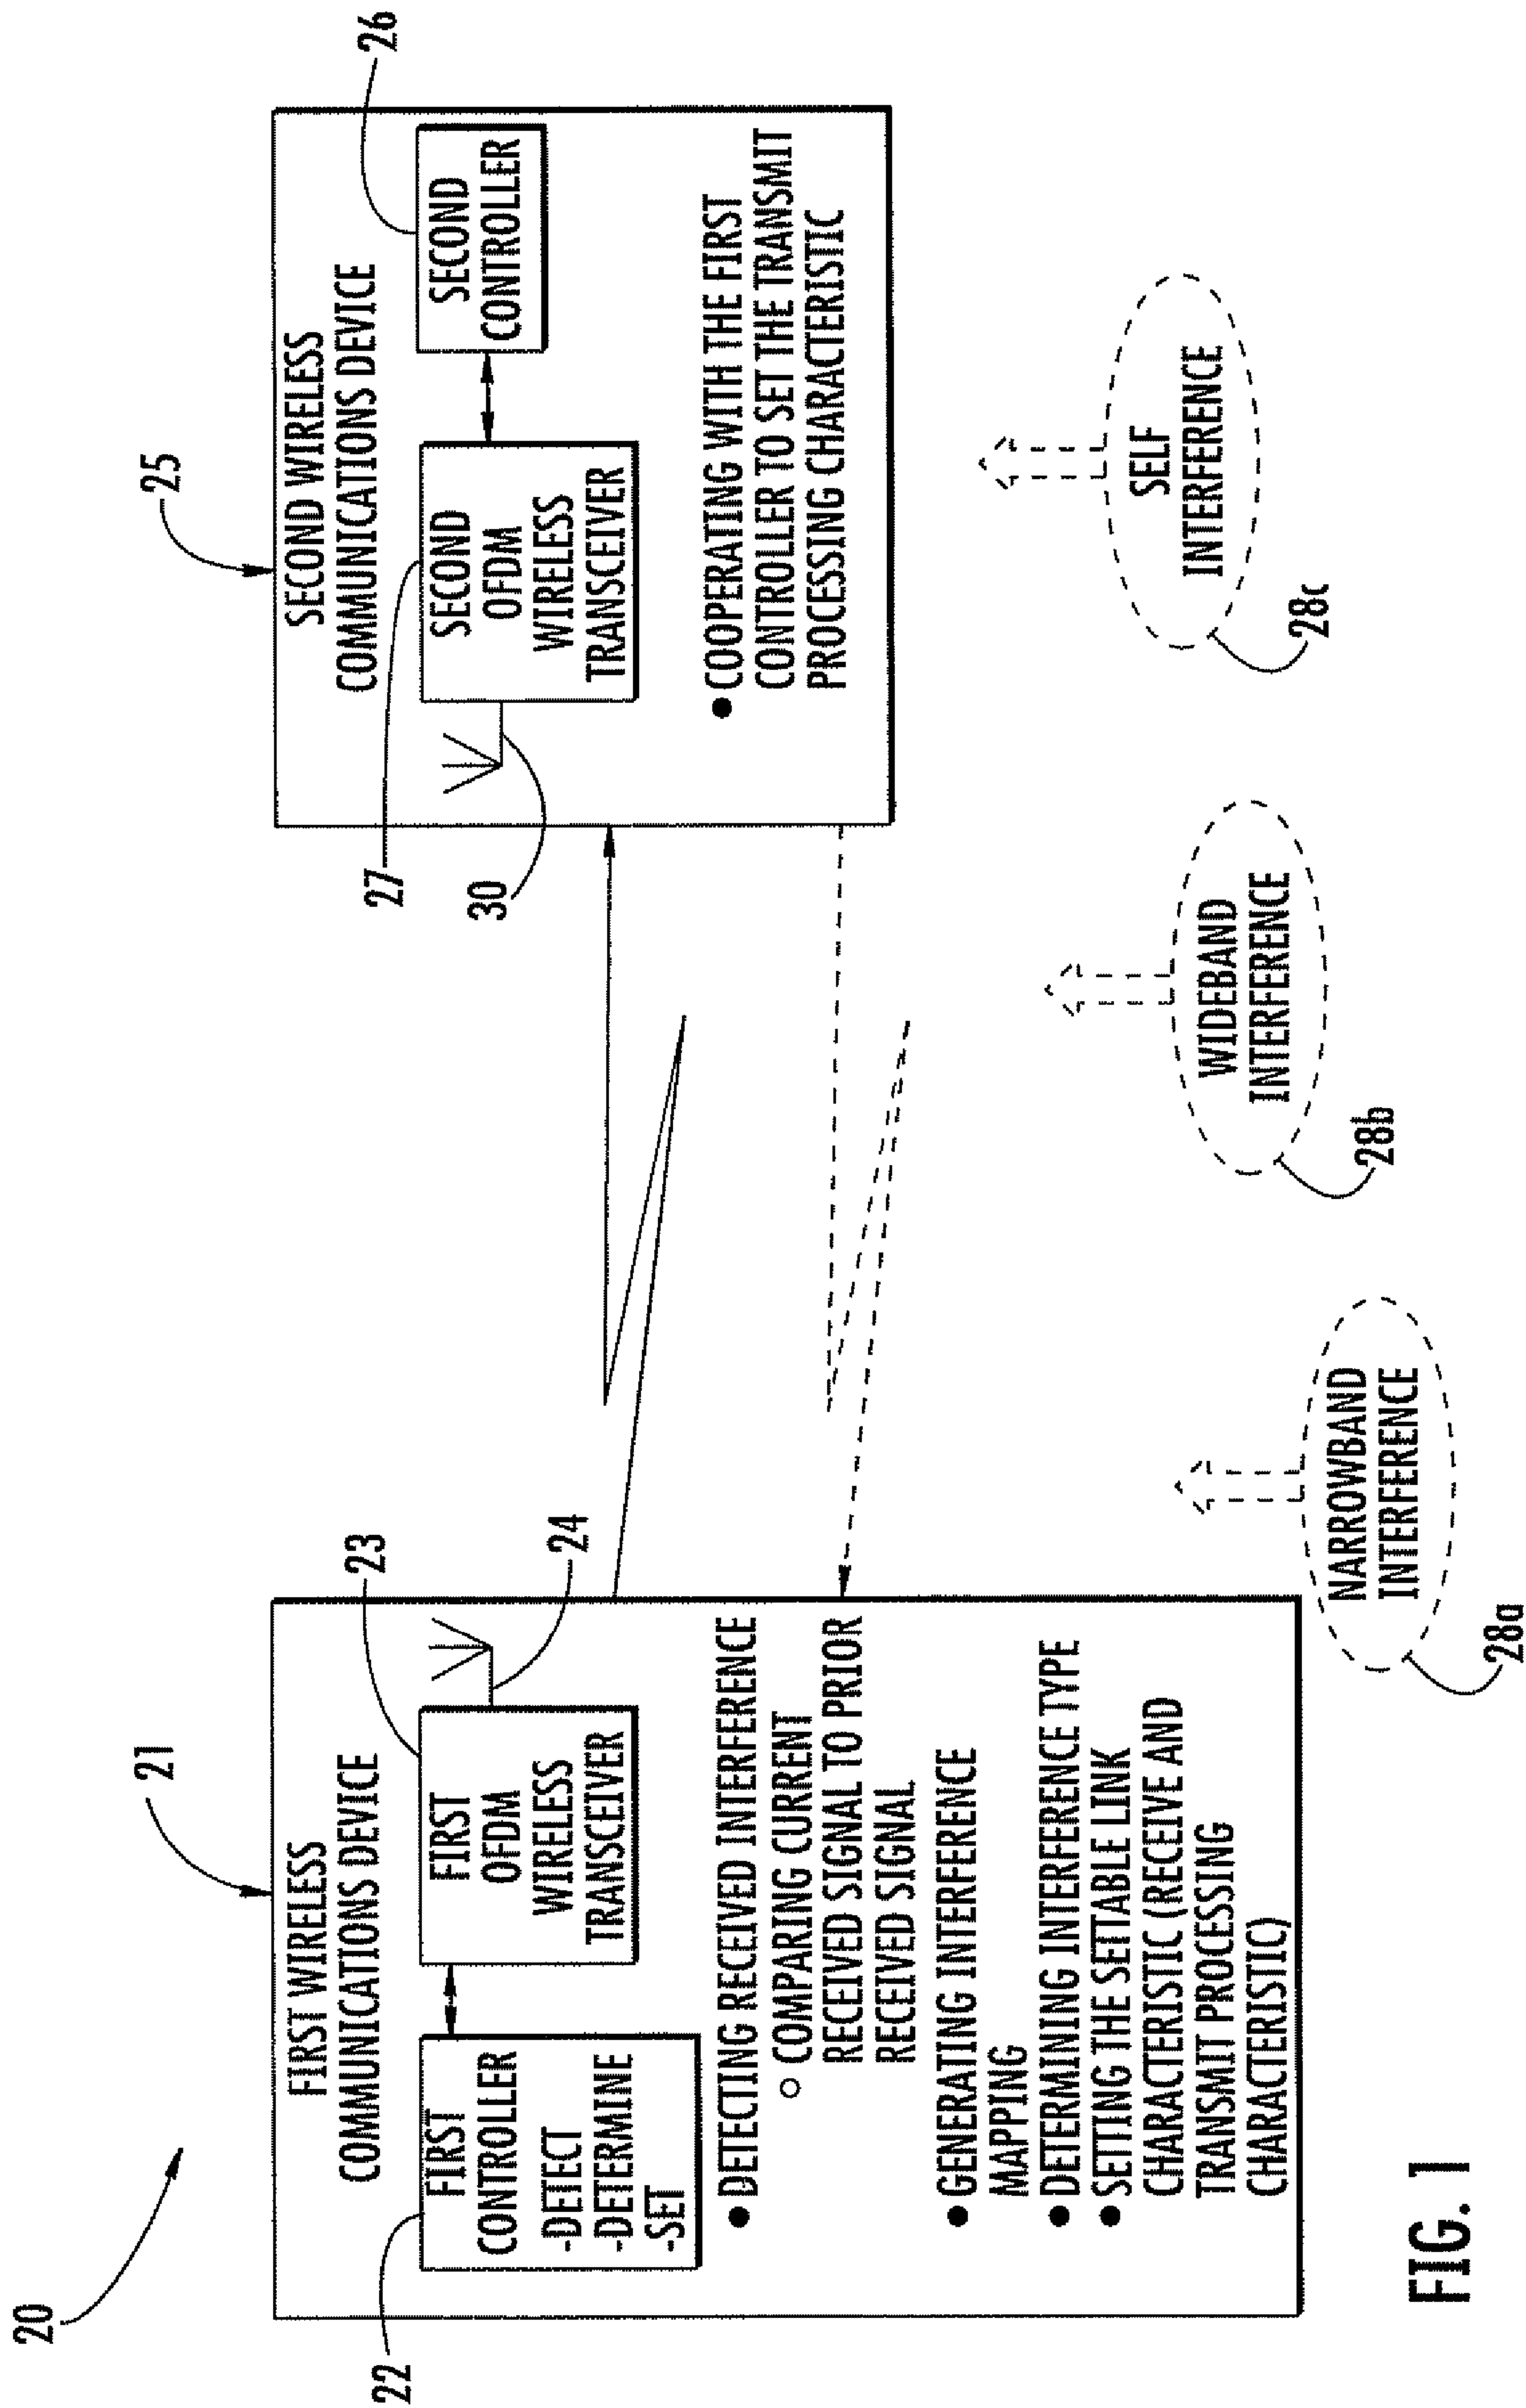 20
21
FIRST WIRELESS
COMMUNICATIONS DEVICE
22
FIRST
CONTROLLER
-DETECT
-DETERMINE
-SET
23
FIRST
OFDM
WIRELESS
TRANSCEIVER
24
● DETECTING RECEIVED INTERFERENCE
○ COMPARING CURRENT
RECEIVED SIGNAL TO PRIOR
RECEIVED SIGNAL
● GENERATING INTERFERENCE
MAPPING
● DETERMINING INTERFERENCE TYPE
● SETTING THE SETTABLE LINK
CHARACTERISTIC (RECEIVE AND
TRANSMIT PROCESSING
CHARACTERISTIC)
25
SECOND WIRELESS
COMMUNICATIONS DEVICE
27
30
SECOND
OFDM
WIRELESS
TRANSCEIVER
26
SECOND
CONTROLLER
● COOPERATING WITH THE FIRST
CONTROLLER TO SET THE TRANSMIT
PROCESSING CHARACTERISTIC
NARROWBAND
INTERFERENCE
28a
WIDEBAND
INTERFERENCE
28b
SELF
INTERFERENCE
28c
FIG. 1